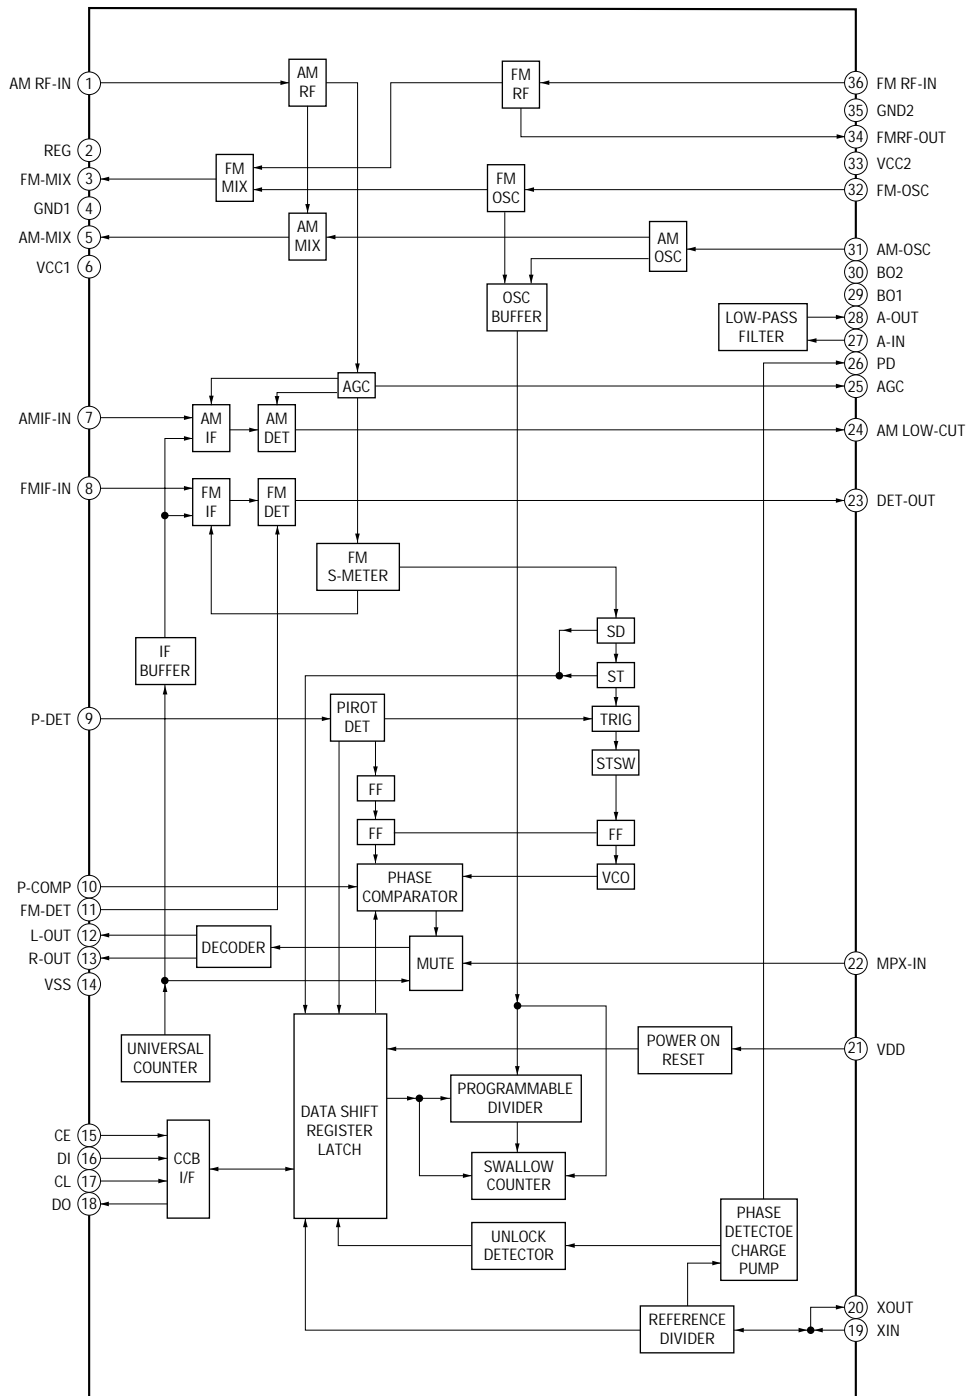 AM RF-IN 1
AM
RF
FM
RF
36 FM RF-IN
35 GND2
34 FMRF-OUT
REG 2
33 VCC2
FM-MIX 3
FM
MIX
FM
OSC
32 FM-OSC
GND1 4
AM-MIX 5
AM
MIX
AM
OSC
31 AM-OSC
VCC1 6
30 BO2
OSC
BUFFER
29 BO1
LOW-PASS
FILTER
28 A-OUT
27 A-IN
26 PD
AGC
25 AGC
AMIF-IN 7
AM
IF
AM
DET
24 AM LOW-CUT
FMIF-IN 8
FM
IF
FM
DET
23 DET-OUT
FM
S-METER
SD
IF
BUFFER
ST
P-DET 9
PIROT
DET
TRIG
STSW
FF
FF
FF
P-COMP 10
PHASE
COMPARATOR
VCO
FM-DET 11
L-OUT 12
DECODER
R-OUT 13
MUTE
22 MPX-IN
VSS 14
UNIVERSAL
COUNTER
POWER ON
RESET
21 VDD
DATA SHIFT
REGISTER
LATCH
PROGRAMMABLE
DIVIDER
CE 15
DI 16
CL 17
DO 18
CCB
I/F
SWALLOW
COUNTER
UNLOCK
DETECTOR
PHASE
DETECTOE
CHARGE
PUMP
REFERENCE
DIVIDER
20 XOUT
19 XIN